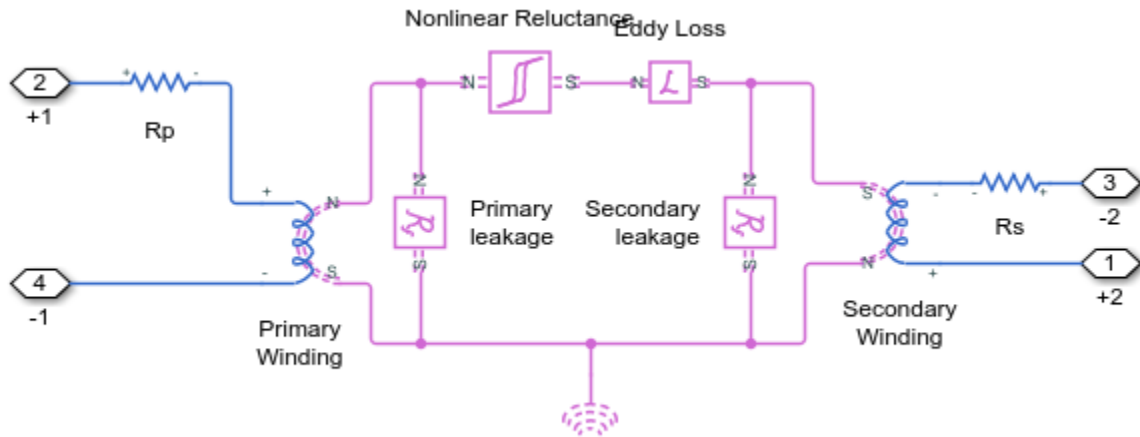 Nonlinear Reluctance
Eddy Loss
2
+1
+ -
Rp
N S
N L S
N
N
+
N
S
-
4
-1
Primary
Winding
Primary
leakage
S
Secondary
leakage
S
S
N
- - +
Rs
3
-2
+
1
+2
Secondary
Winding